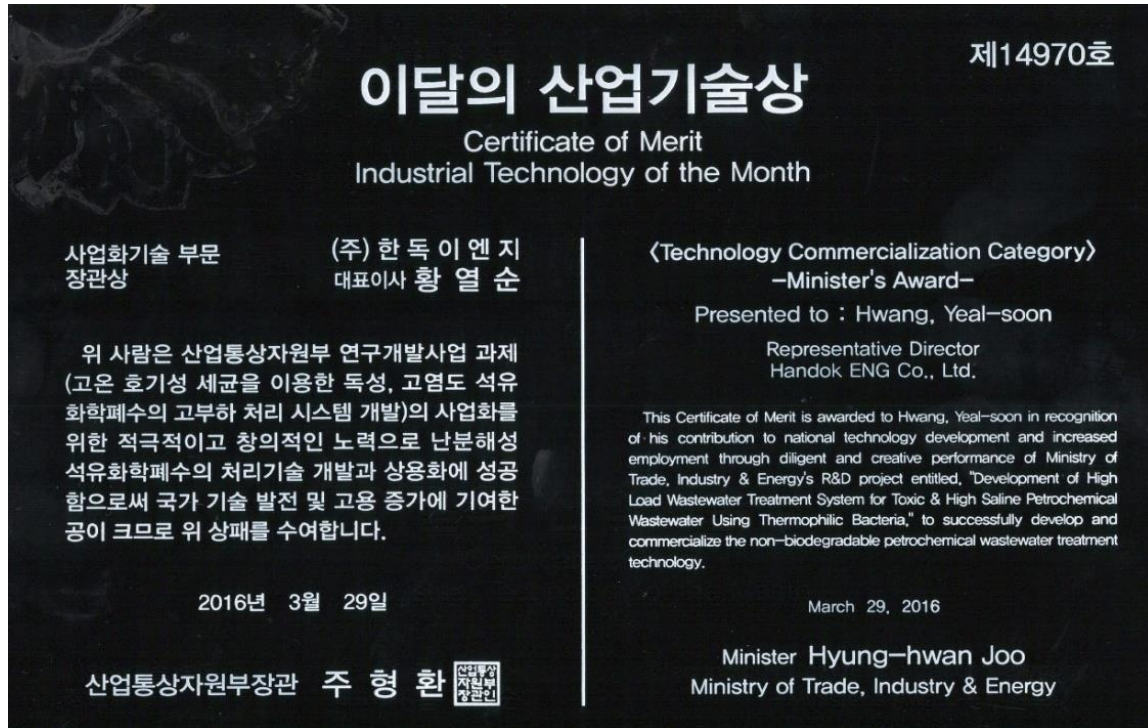 제14970호
이달의 산업기술상
Certificate of Merit
Industrial Technology of the Month
사업화기술 부문
장관상
(주) 한 독 이 엔 지
대표이사 황 열 순
위 사람은 산업통상자원부 연구개발사업 과제
(고온 호기성 세균을 이용한 독성, 고염도 석유
화학폐수의 고부하 처리 시스템 개발)의 사업화를
위한 적극적이고 창의적인 노력으로 난분해성
석유화학폐수의 처리기술 개발과 상용화에 성공
함으로써 국가 기술 발전 및 고용 증가에 기여한
공이 크므로 위 상패를 수여합니다.
2016년 3월 29일
산업통상자원부장관 주 형 환
산업통상
자원부
장관인
〈Technology Commercialization Category〉
-Minister's Award-
Presented to : Hwang, Yeal-soon
Representative Director
Handok ENG Co., Ltd.
This Certificate of Merit is awarded to Hwang, Yeal-soon in recognition
of his contribution to national technology development and increased
employment through diligent and creative performance of Ministry of
Trade, Industry & Energy's R&D project entitled, "Development of High
Load Wastewater Treatment System for Toxic & High Saline Petrochemical
Wastewater Using Thermophilic Bacteria," to successfully develop and
commercialize the non-biodegradable petrochemical wastewater treatment
technology.
March 29, 2016
Minister Hyung-hwan Joo
Ministry of Trade, Industry & Energy